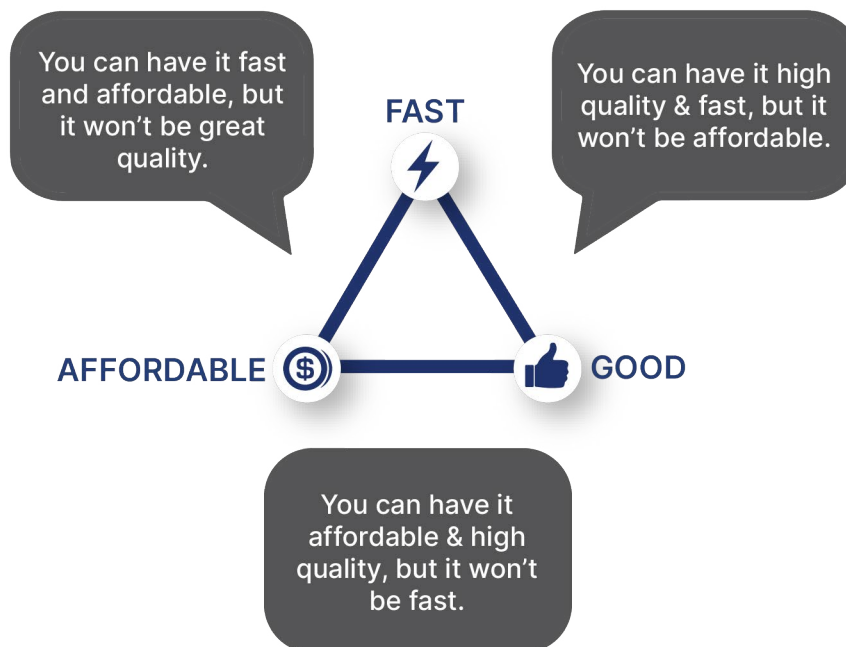 You can have it fast
and affordable, but
it won’t be great
quality.
You can have it high
quality & fast, but it
won’t be affordable.
FAST
AFFORDABLE
$
GOOD
You can have it
affordable & high
quality, but it won’t
be fast.